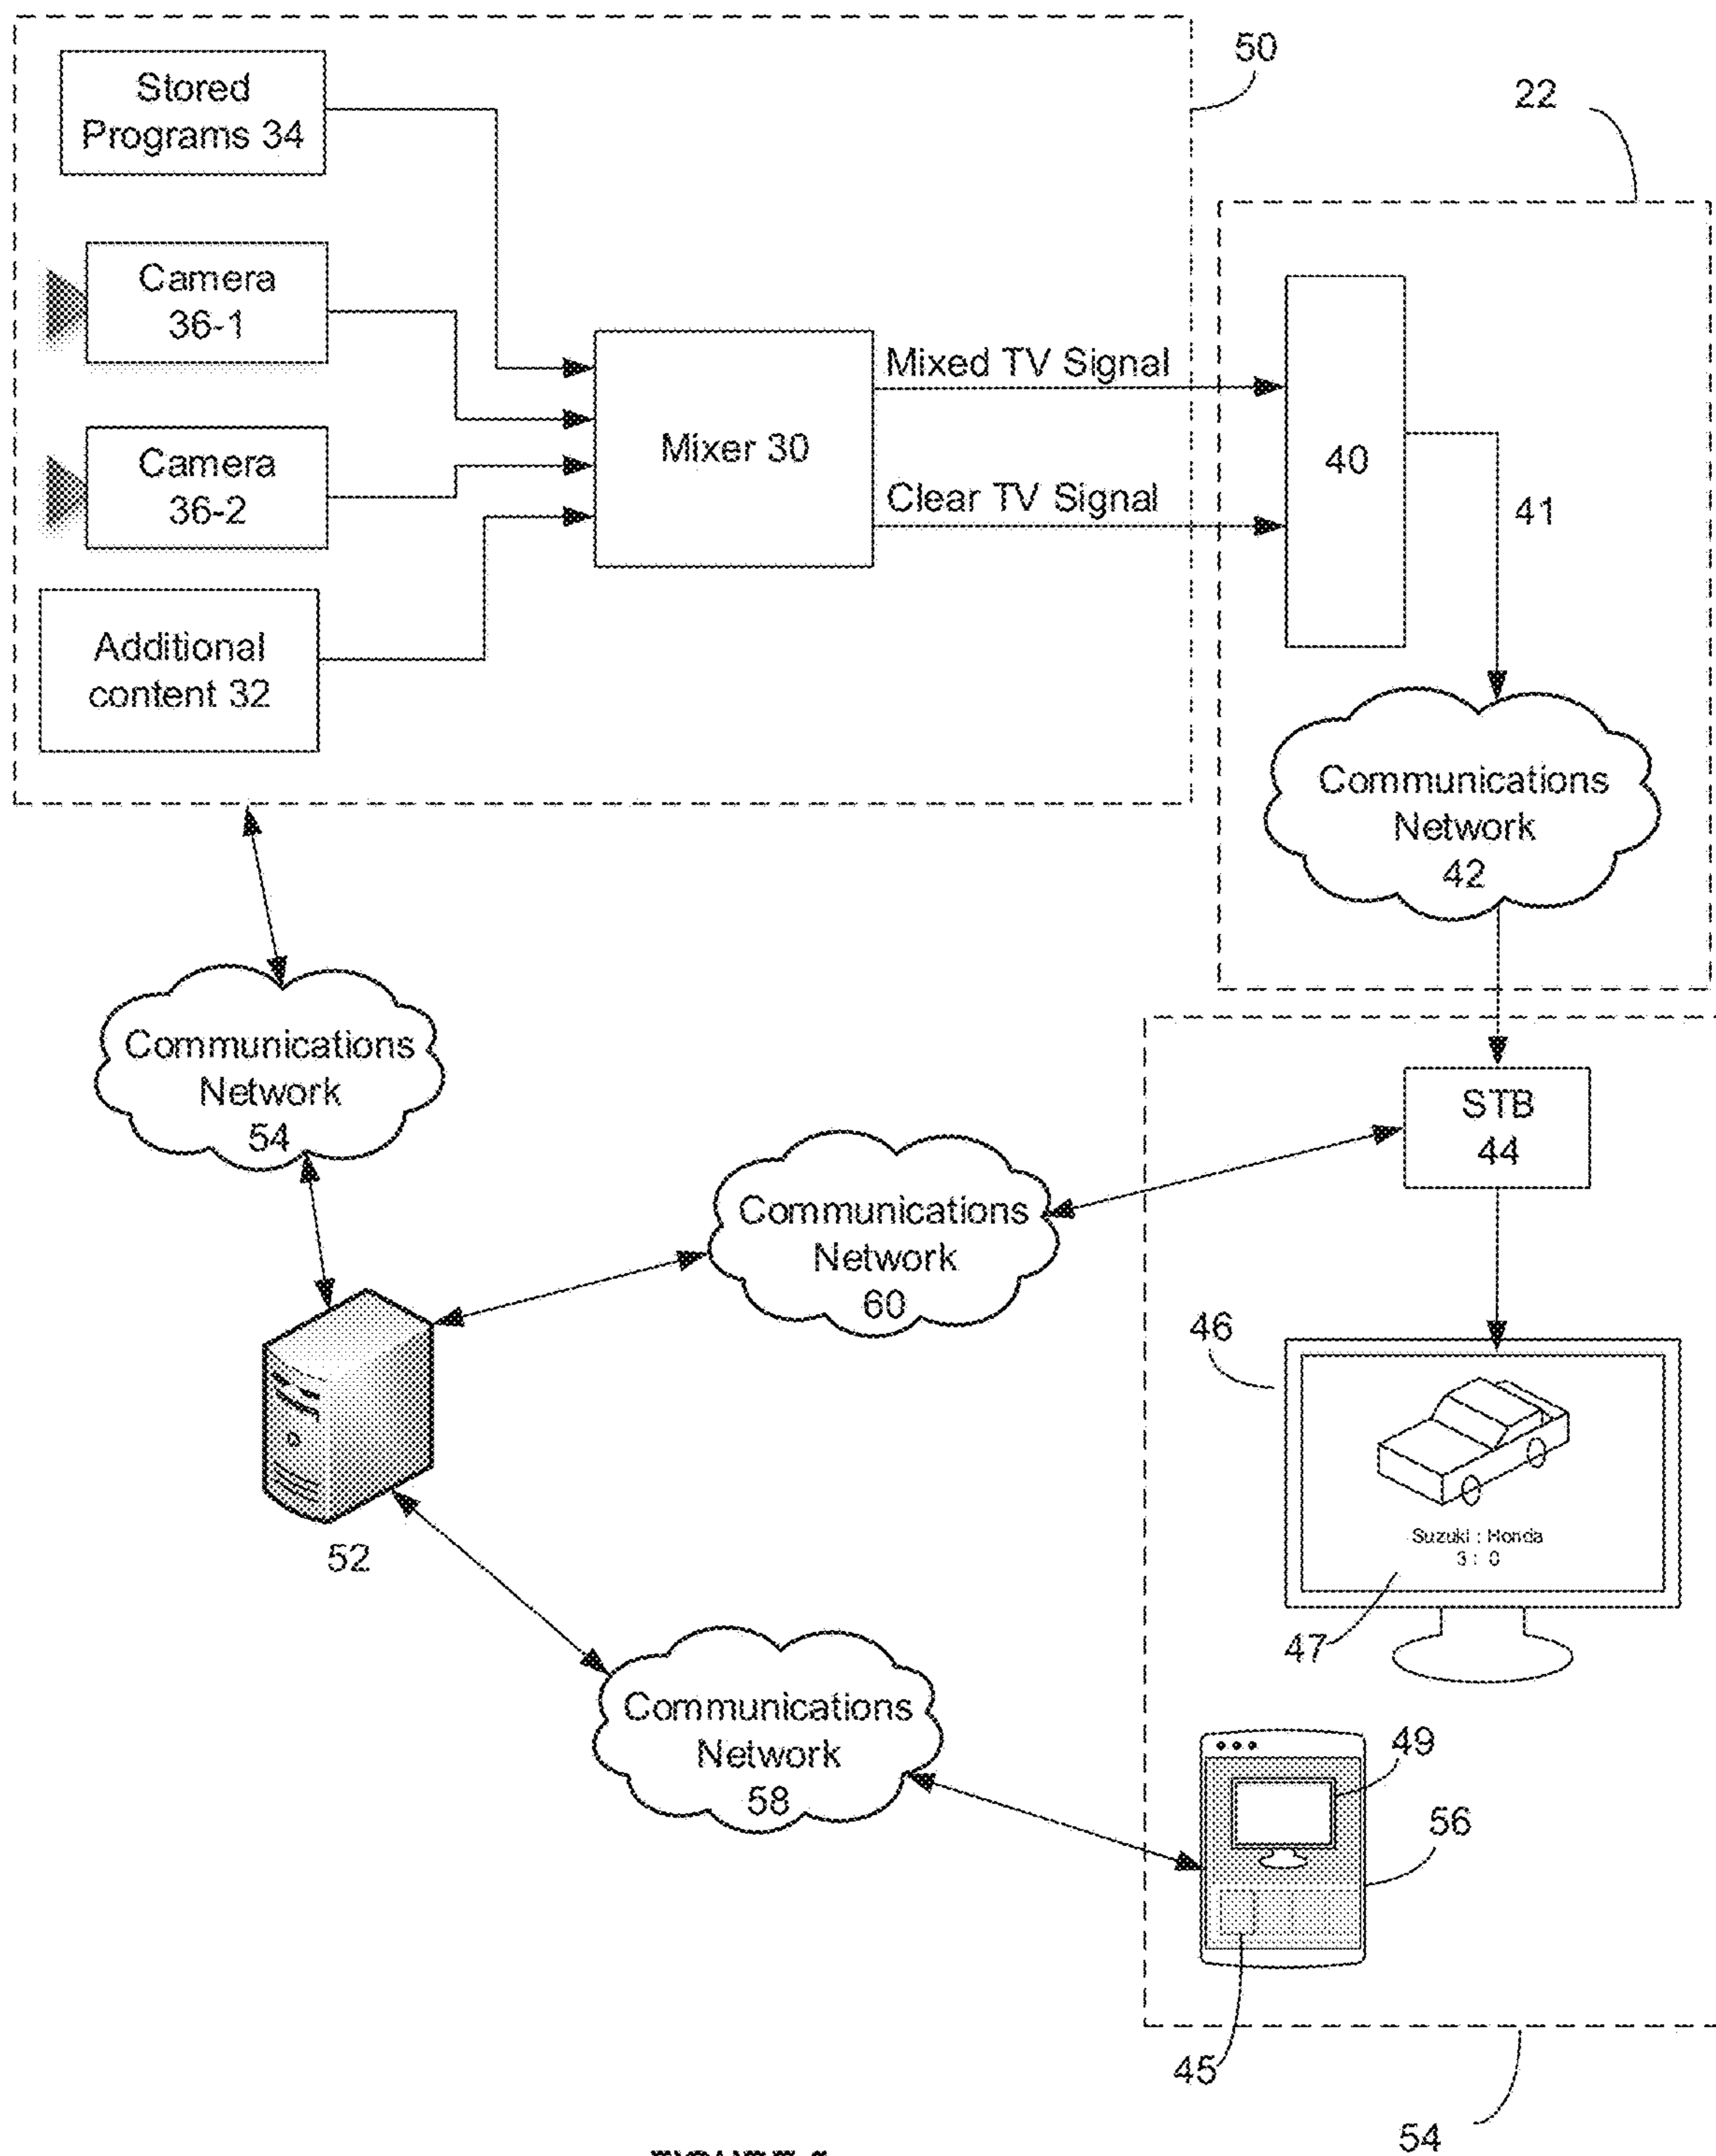 50
22
Stored
Programs 34
Camera
36-1
Camera
36-2
Additional
content 32
Mixer 30
Mixed TV Signal
Clear TV Signal
40
41
Communications
Network
42
Communications
Network
54
Communications
Network
60
STB
44
46
Suzuki : Honda
3 : 0
47
52
Communications
Network
58
49
56
45
54